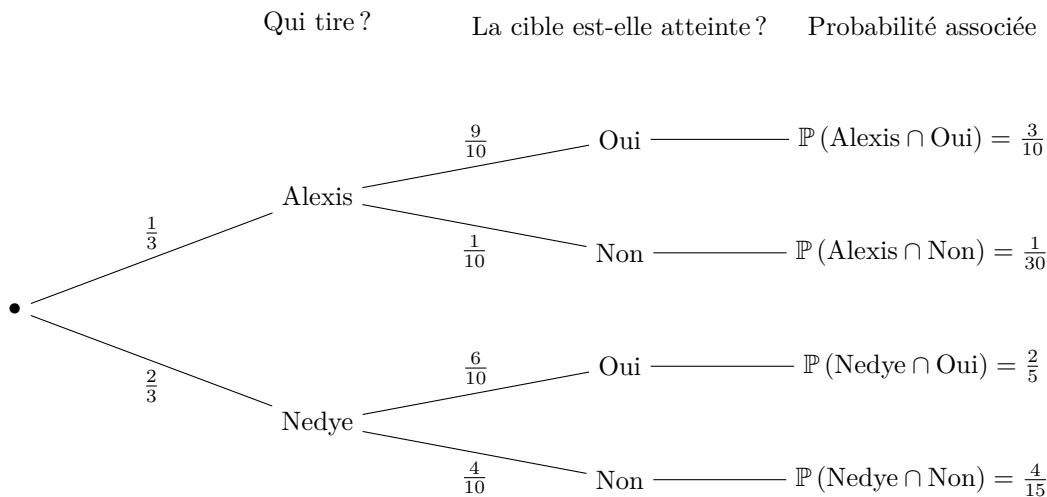 Qui tire ? La cible est-elle atteinte ? Probabilité associée
9/10 Oui ℙ (Alexis ∩ Oui) = 3/10
Alexis
1/3
1/10 Non ℙ (Alexis ∩ Non) = 1/30
•
6/10 Oui ℙ (Nedye ∩ Oui) = 2/5
2/3
Nedye
4/10 Non ℙ (Nedye ∩ Non) = 4/15